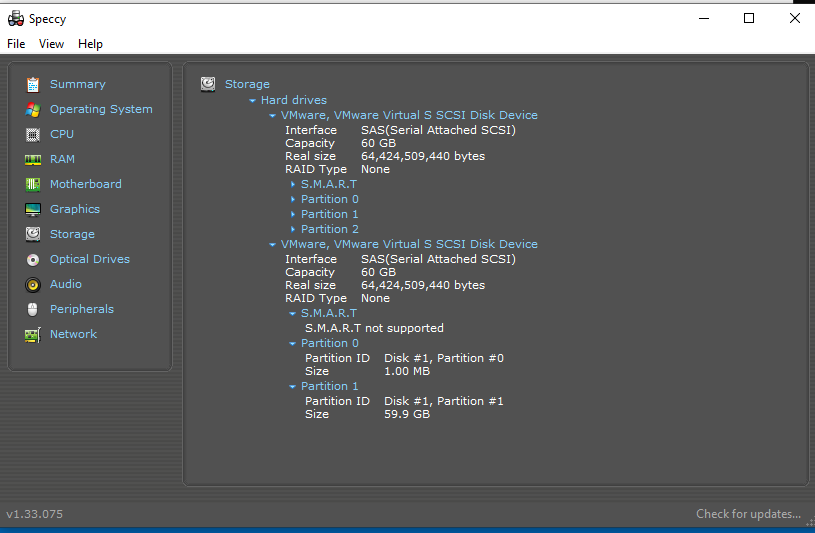 Speccy
File View Help
Summary
Operating System
CPU
RAM
Motherboard
Graphics
Storage
Optical Drives
Audio
Peripherals
Network
Storage
Hard drives
VMware, VMware Virtual S SCSI Disk Device
Interface SAS(Serial Attached SCSI)
Capacity 60 GB
Real size 64,424,509,440 bytes
RAID Type None
S.M.A.R.T
Partition 0
Partition 1
Partition 2
VMware, VMware Virtual S SCSI Disk Device
Interface SAS(Serial Attached SCSI)
Capacity 60 GB
Real size 64,424,509,440 bytes
RAID Type None
S.M.A.R.T
S.M.A.R.T not supported
Partition 0
Partition ID Disk #1, Partition #0
Size 1.00 MB
Partition 1
Partition ID Disk #1, Partition #1
Size 59.9 GB
v1.33.075
Check for updates...